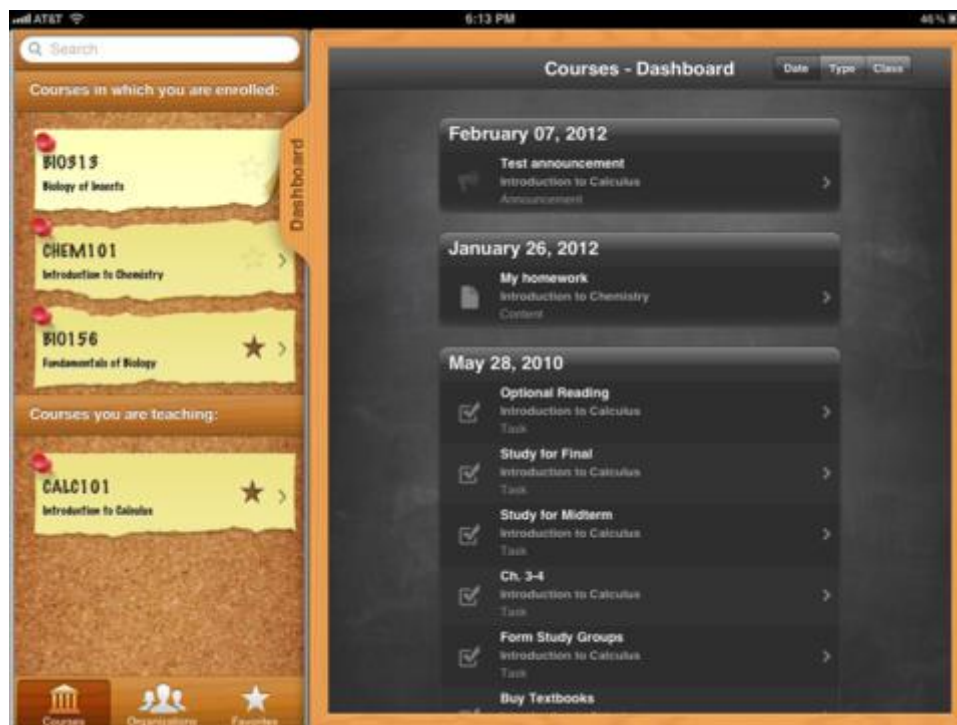 AT&T
6:13 PM
46%
Search
Courses in which you are enrolled:
BIO313
Biology of Insects
CHEM101
Introduction to Chemistry
BIO156
Fundamentals of Biology
Courses you are teaching:
CALC101
Introduction to Calculus
Courses
Organizations
Favorites
Dashboard
Courses - Dashboard
Date Type Class
February 07, 2012
Test announcement
Introduction to Calculus
Announcement
January 26, 2012
My homework
Introduction to Chemistry
Content
May 28, 2010
Optional Reading
Introduction to Calculus
Task
Study for Final
Introduction to Calculus
Task
Study for Midterm
Introduction to Calculus
Task
Ch. 3-4
Introduction to Calculus
Task
Form Study Groups
Introduction to Calculus
Task
Buy Textbooks